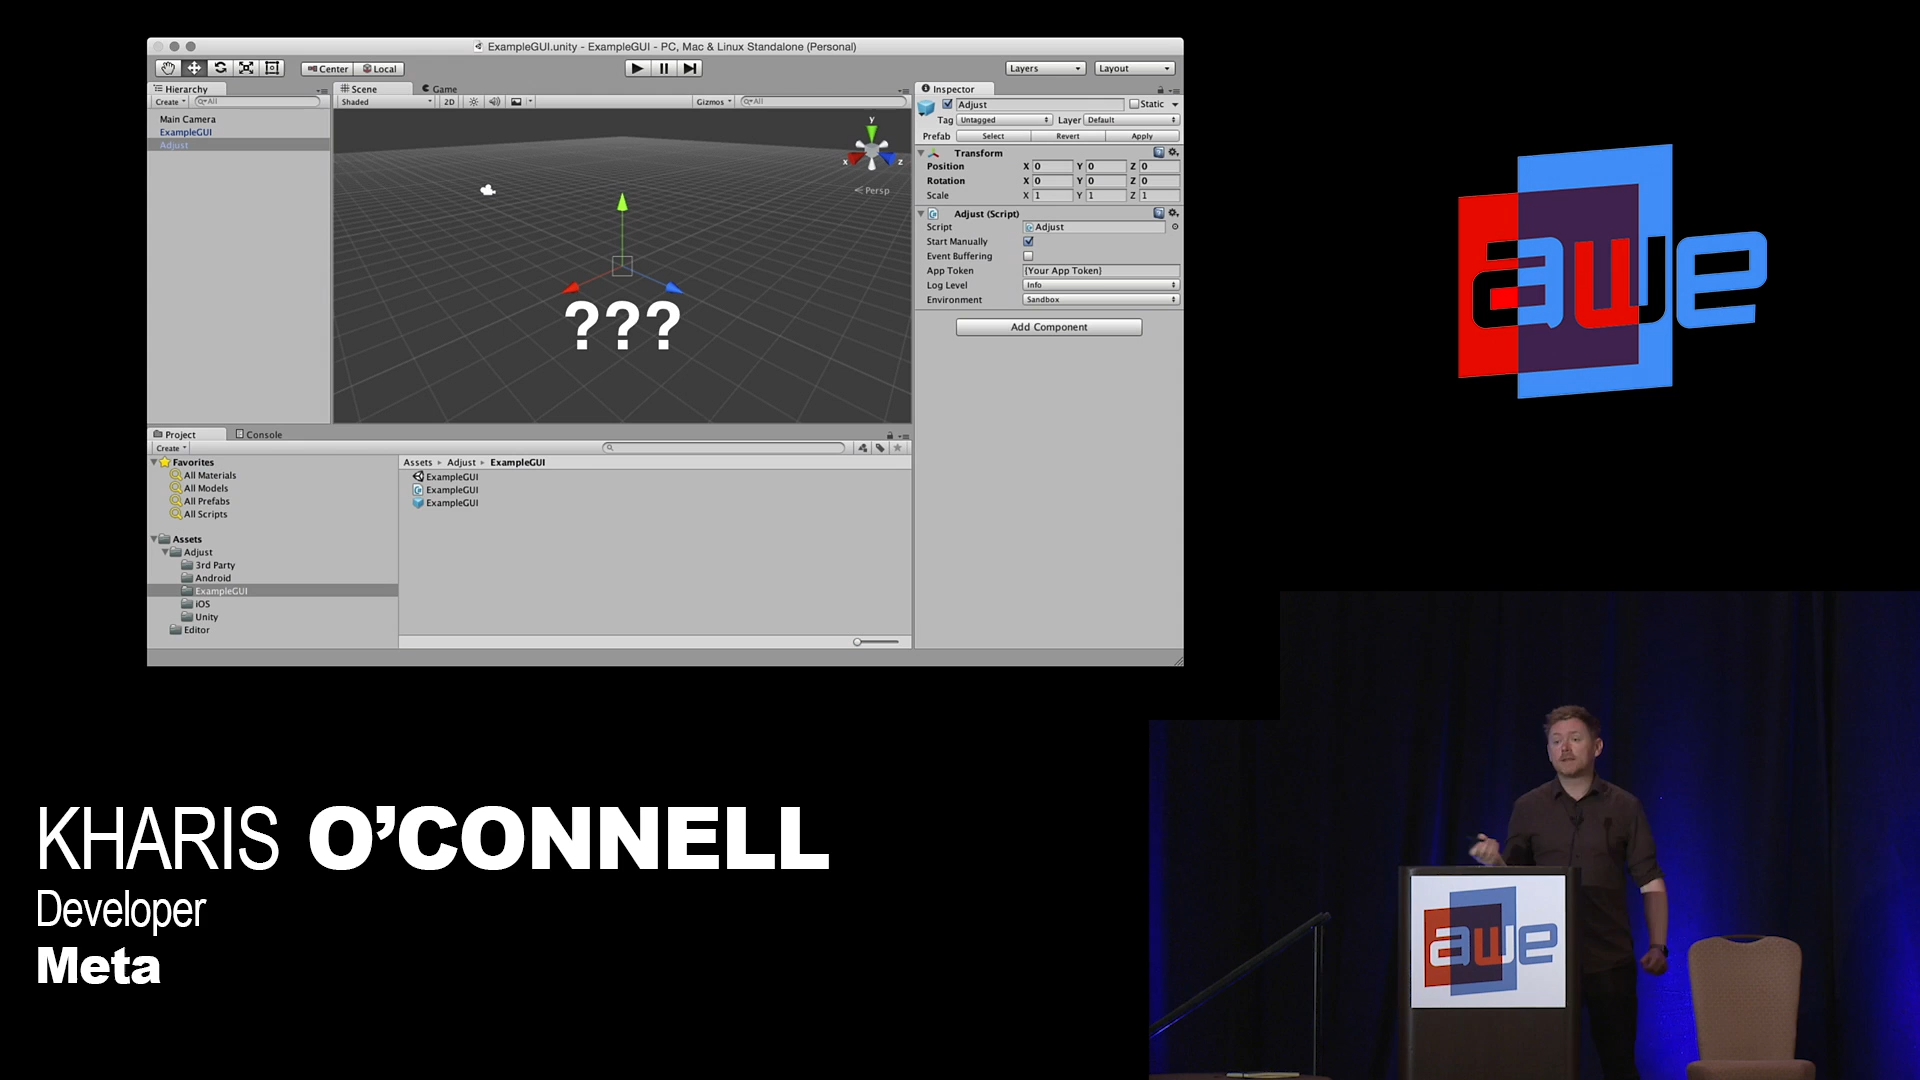 ExampleGUI.unity - ExampleGUI - PC, Mac & Linux Standalone (Personal)
Center Local
Layers Layout
Hierarchy
Create All
Main Camera
ExampleGUI
Adjust
Scene Game
Shaded 2D Gizmos All
y
x z
Persp
???
Inspector
Adjust Static
Tag Untagged Layer Default
Prefab Select Revert Apply
Transform
Position X 0 Y 0 Z 0
Rotation X 0 Y 0 Z 0
Scale X 1 Y 1 Z 1
Adjust (Script)
Script Adjust
Start Manually
Event Buffering
App Token {Your App Token}
Log Level Info
Environment Sandbox
Add Component
Project Console
Create
Favorites
All Materials
All Models
All Prefabs
All Scripts
Assets
Adjust
3rd Party
Android
ExampleGUI
iOS
Unity
Editor
Assets Adjust ExampleGUI
ExampleGUI
ExampleGUI
ExampleGUI
awe
KHARIS O'CONNELL
Developer
Meta
awe